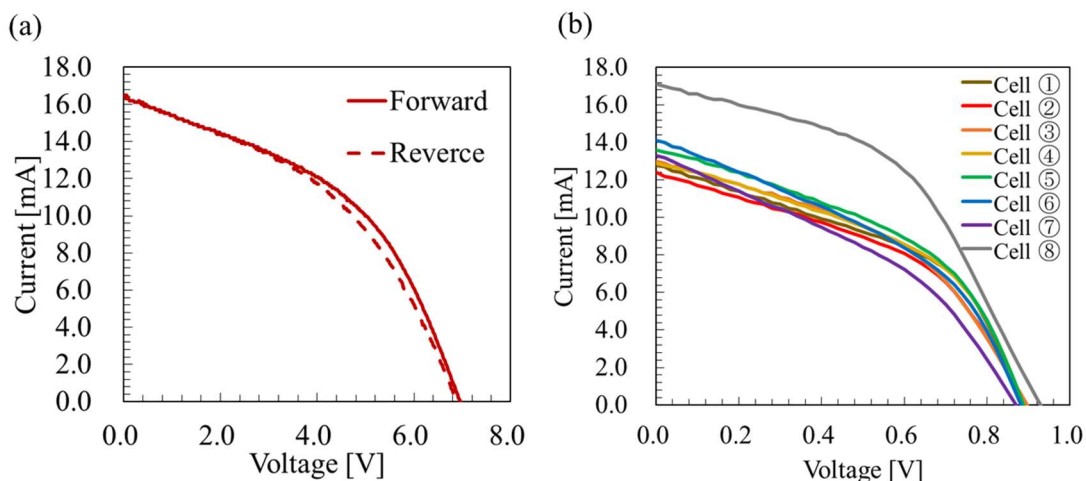 (a)
Current [mA]
18.0
16.0
14.0
12.0
10.0
8.0
6.0
4.0
2.0
0.0
Forward
Reverce
0.0 2.0 4.0 6.0 8.0
Voltage [V]
(b)
Current [mA]
18.0
16.0
14.0
12.0
10.0
8.0
6.0
4.0
2.0
0.0
Cell ①
Cell ②
Cell ③
Cell ④
Cell ⑤
Cell ⑥
Cell ⑦
Cell ⑧
0.0 0.2 0.4 0.6 0.8 1.0
Voltage [V]